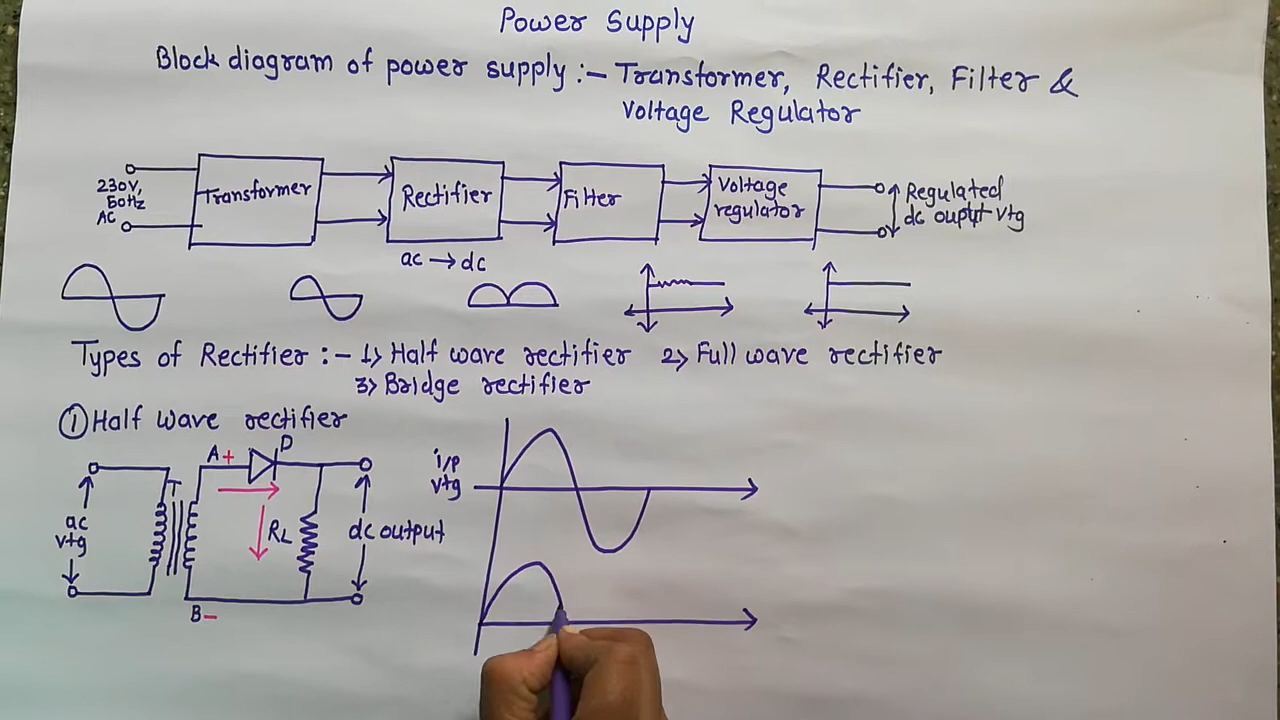 Power Supply
Block diagram of power supply :- Transformer, Rectifier, Filter &
Voltage Regulator
230V,
50Hz
AC
Transformer
Rectifier
Filter
Voltage
regulator
Regulated
dc ouput vtg
ac → dc
Types of Rectifier :- 1) Half wave rectifier 2) Full wave rectifier
3) Bridge rectifier
① Half Wave rectifier
A+
D
T
ac
vtg
RL
dc output
B-
i/p
vtg